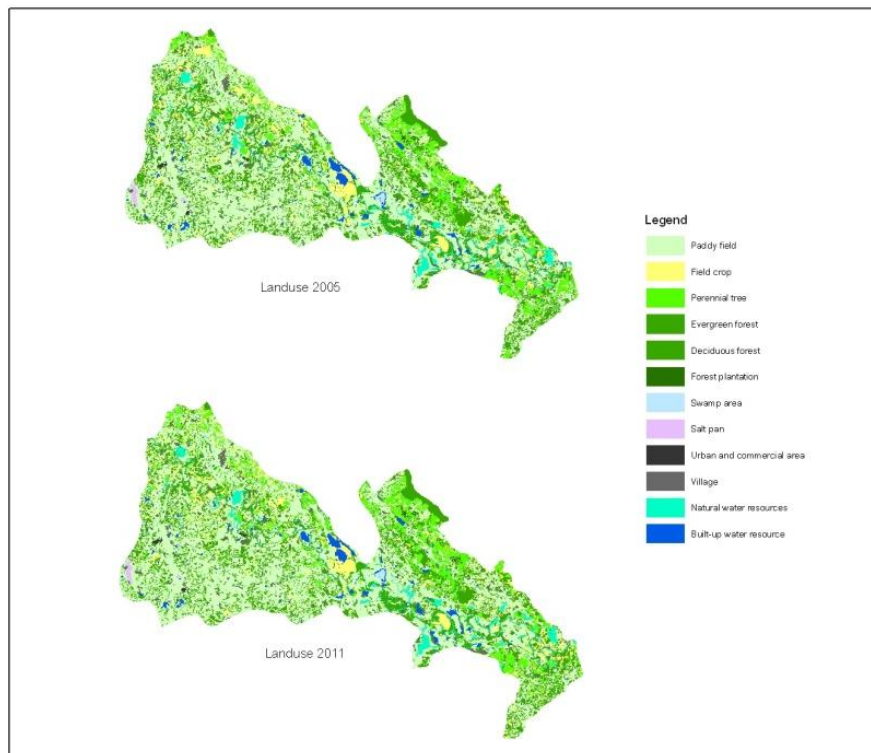 Landuse 2005
Legend
Paddy field
Field crop
Perennial tree
Evergreen forest
Deciduous forest
Forest plantation
Swamp area
Salt pan
Urban and commercial area
Village
Natural water resources
Built-up water resource
Landuse 2011